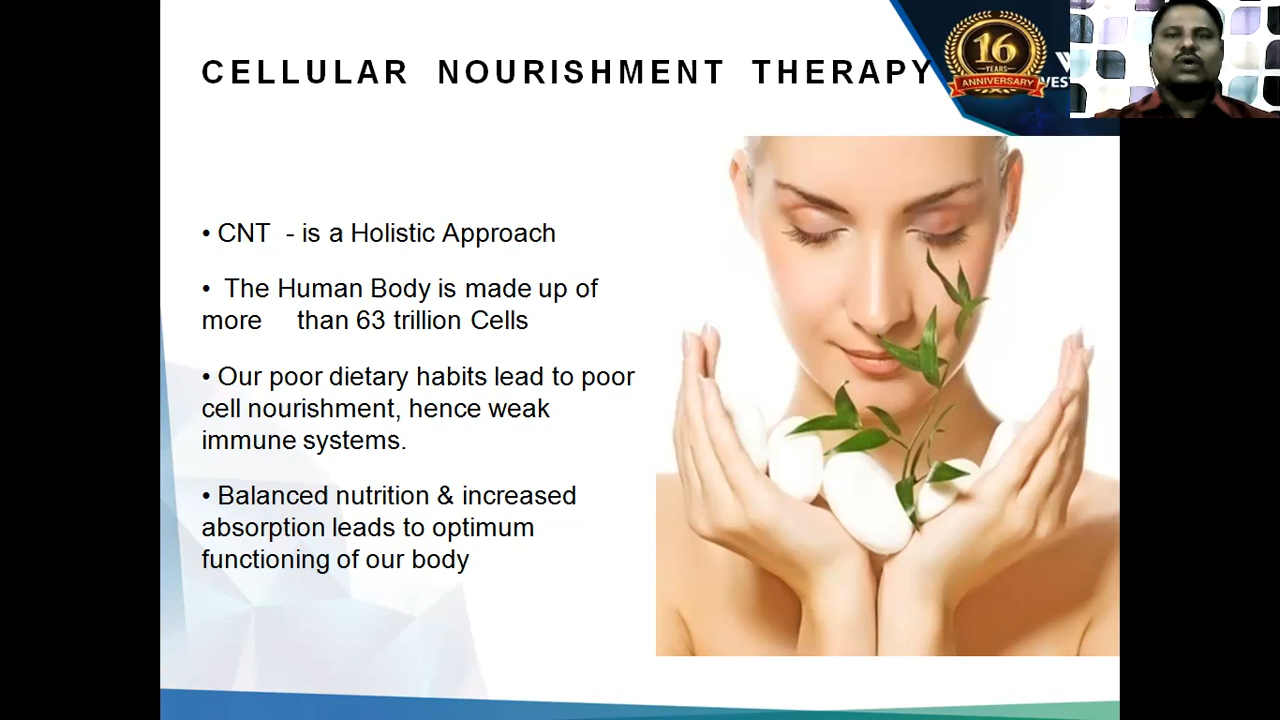 CELLULAR NOURISHMENT THERAPY
16
YEARS
ANNIVERSARY
• CNT - is a Holistic Approach
• The Human Body is made up of
more than 63 trillion Cells
• Our poor dietary habits lead to poor
cell nourishment, hence weak
immune systems.
• Balanced nutrition & increased
absorption leads to optimum
functioning of our body